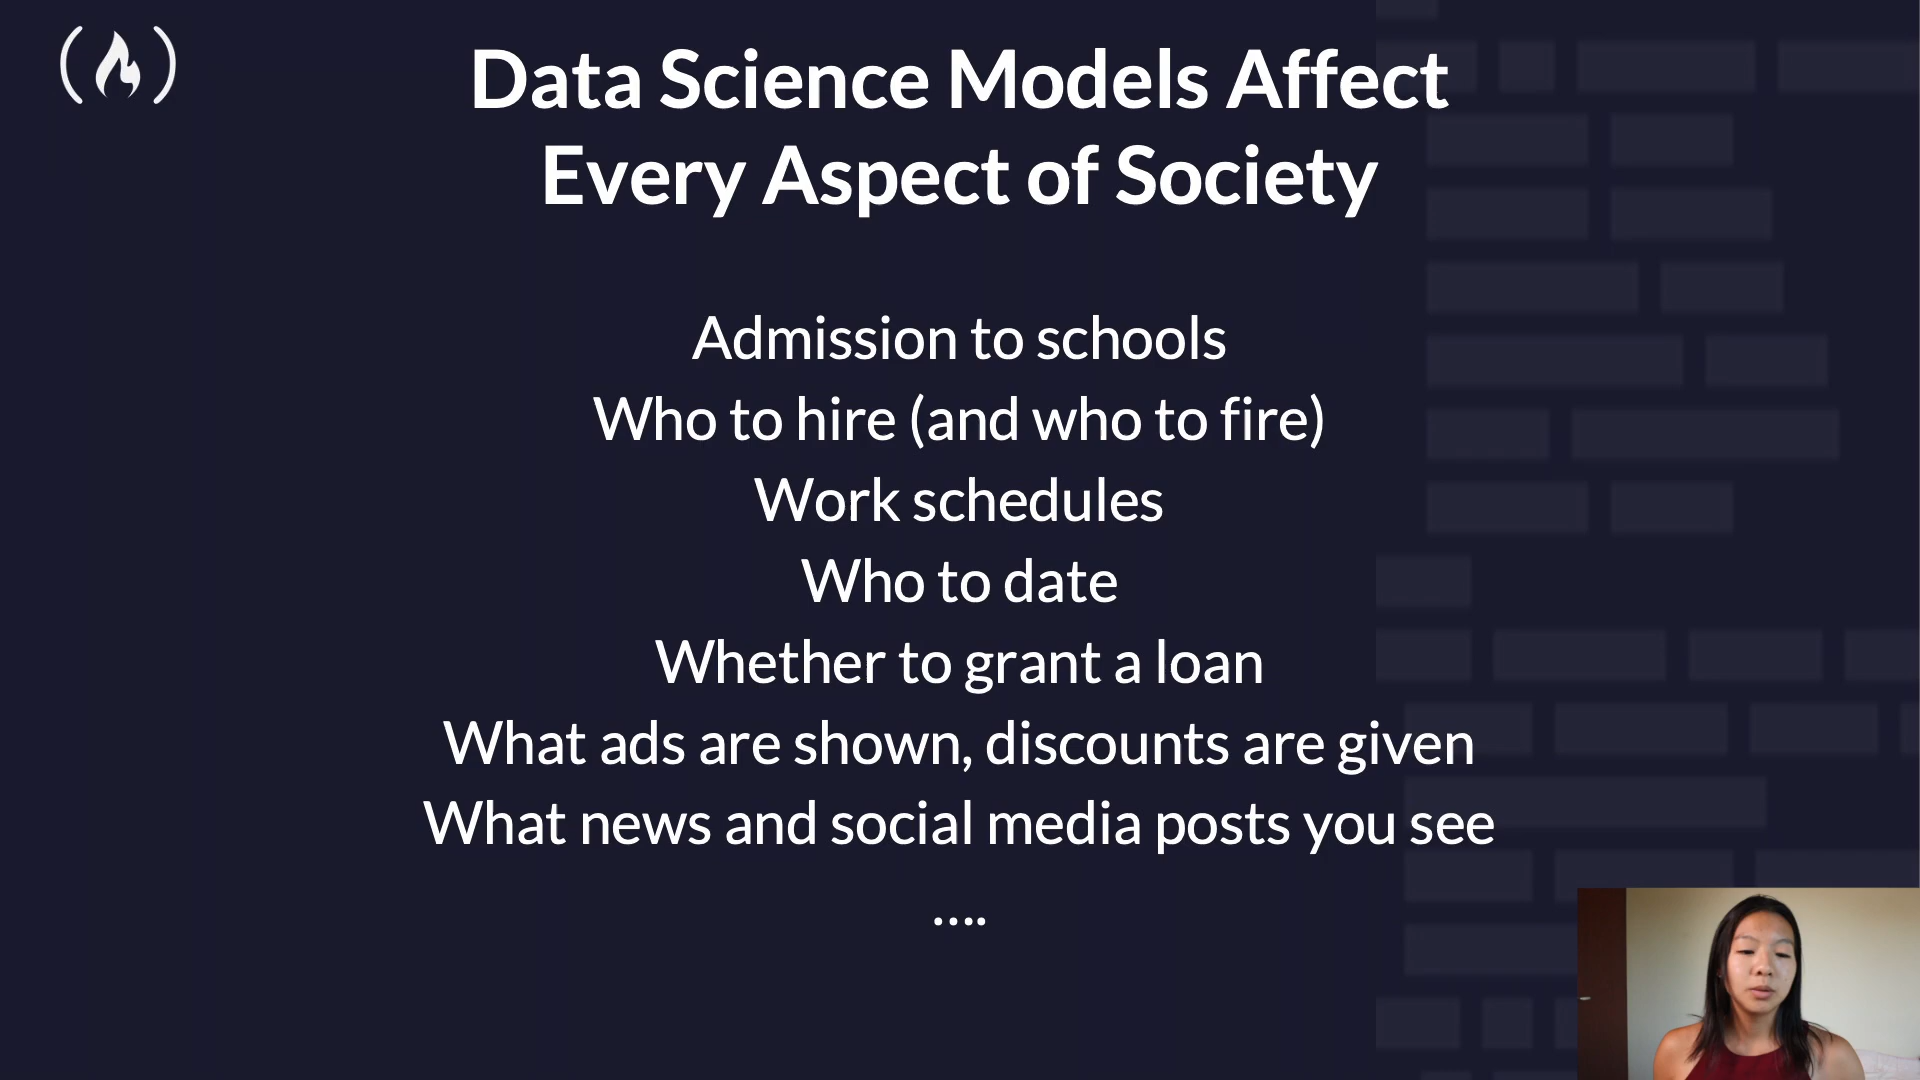 Data Science Models Affect
Every Aspect of Society
Admission to schools
Who to hire (and who to fire)
Work schedules
Who to date
Whether to grant a loan
What ads are shown, discounts are given
What news and social media posts you see
....